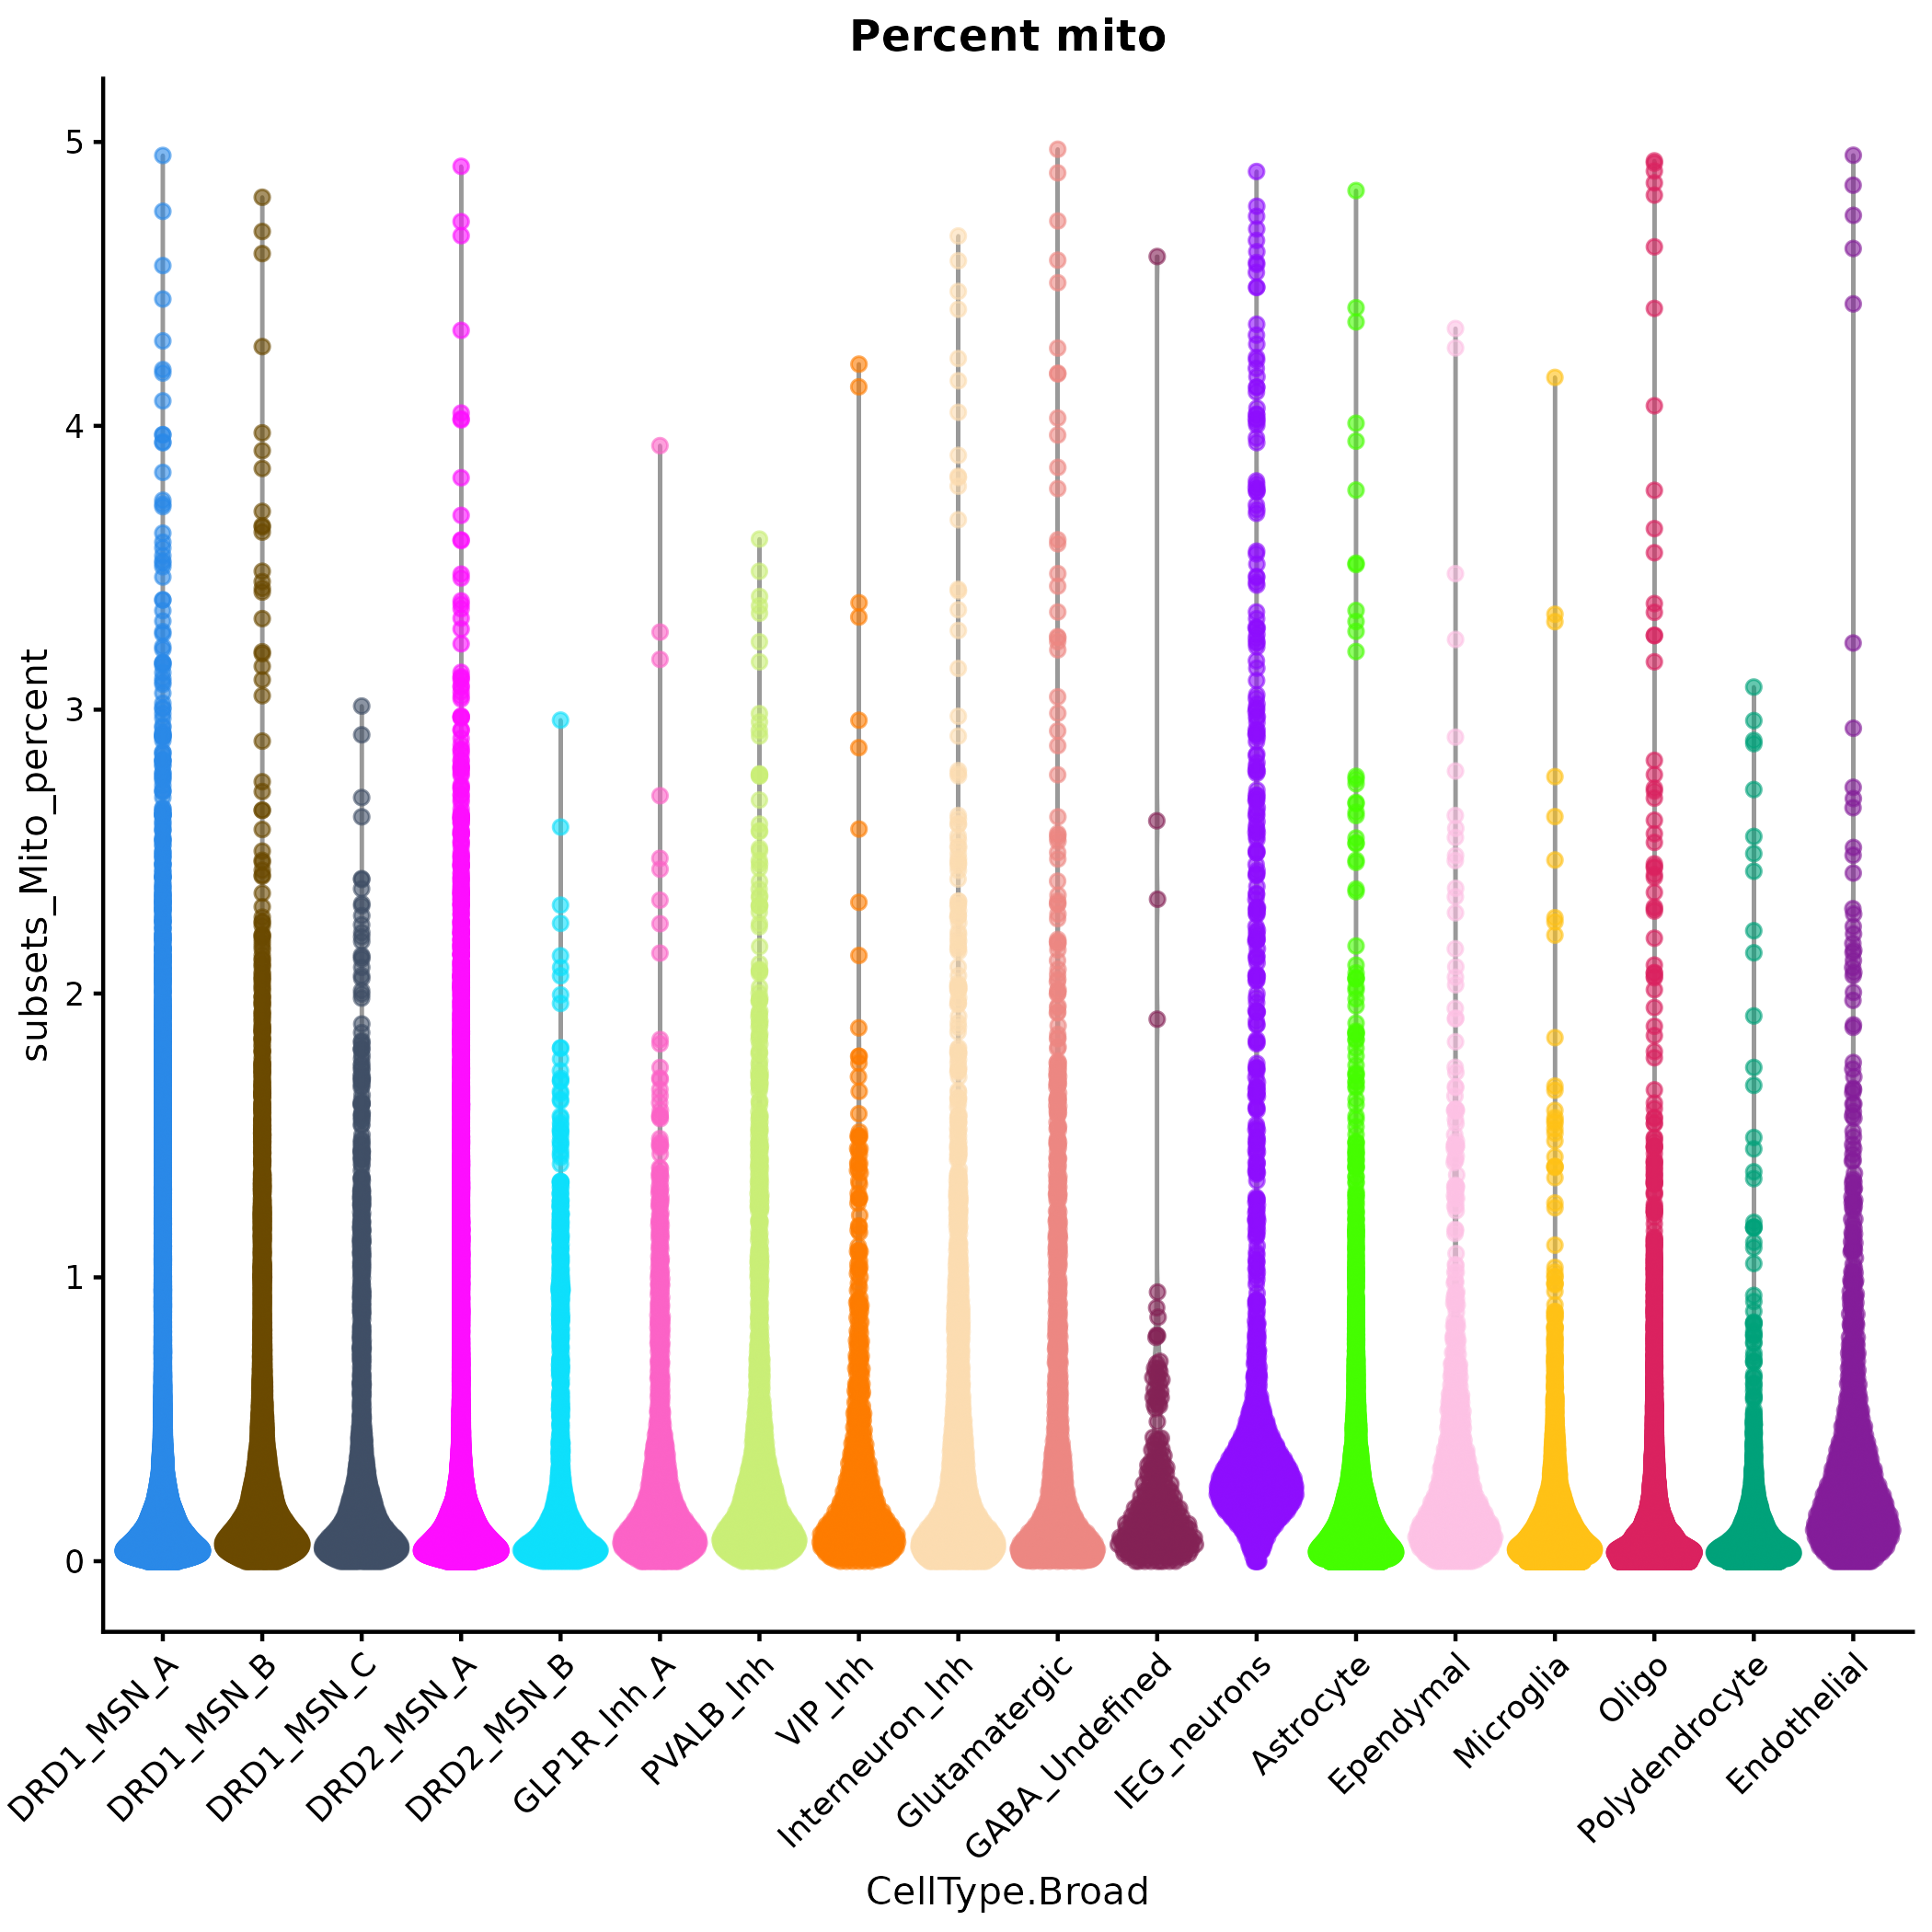 Percent mito
subsets_Mito_percent
5
4
3
2
1
0
DRD1_MSN_A
DRD1_MSN_B
DRD1_MSN_C
DRD2_MSN_A
DRD2_MSN_B
GLP1R_Inh_A
PVALB_Inh
VIP_Inh
Interneuron_Inh
Glutamatergic
GABA_Undefined
IEG_neurons
Astrocyte
Ependymal
Microglia
Oligo
Polydendrocyte
Endothelial
CellType.Broad